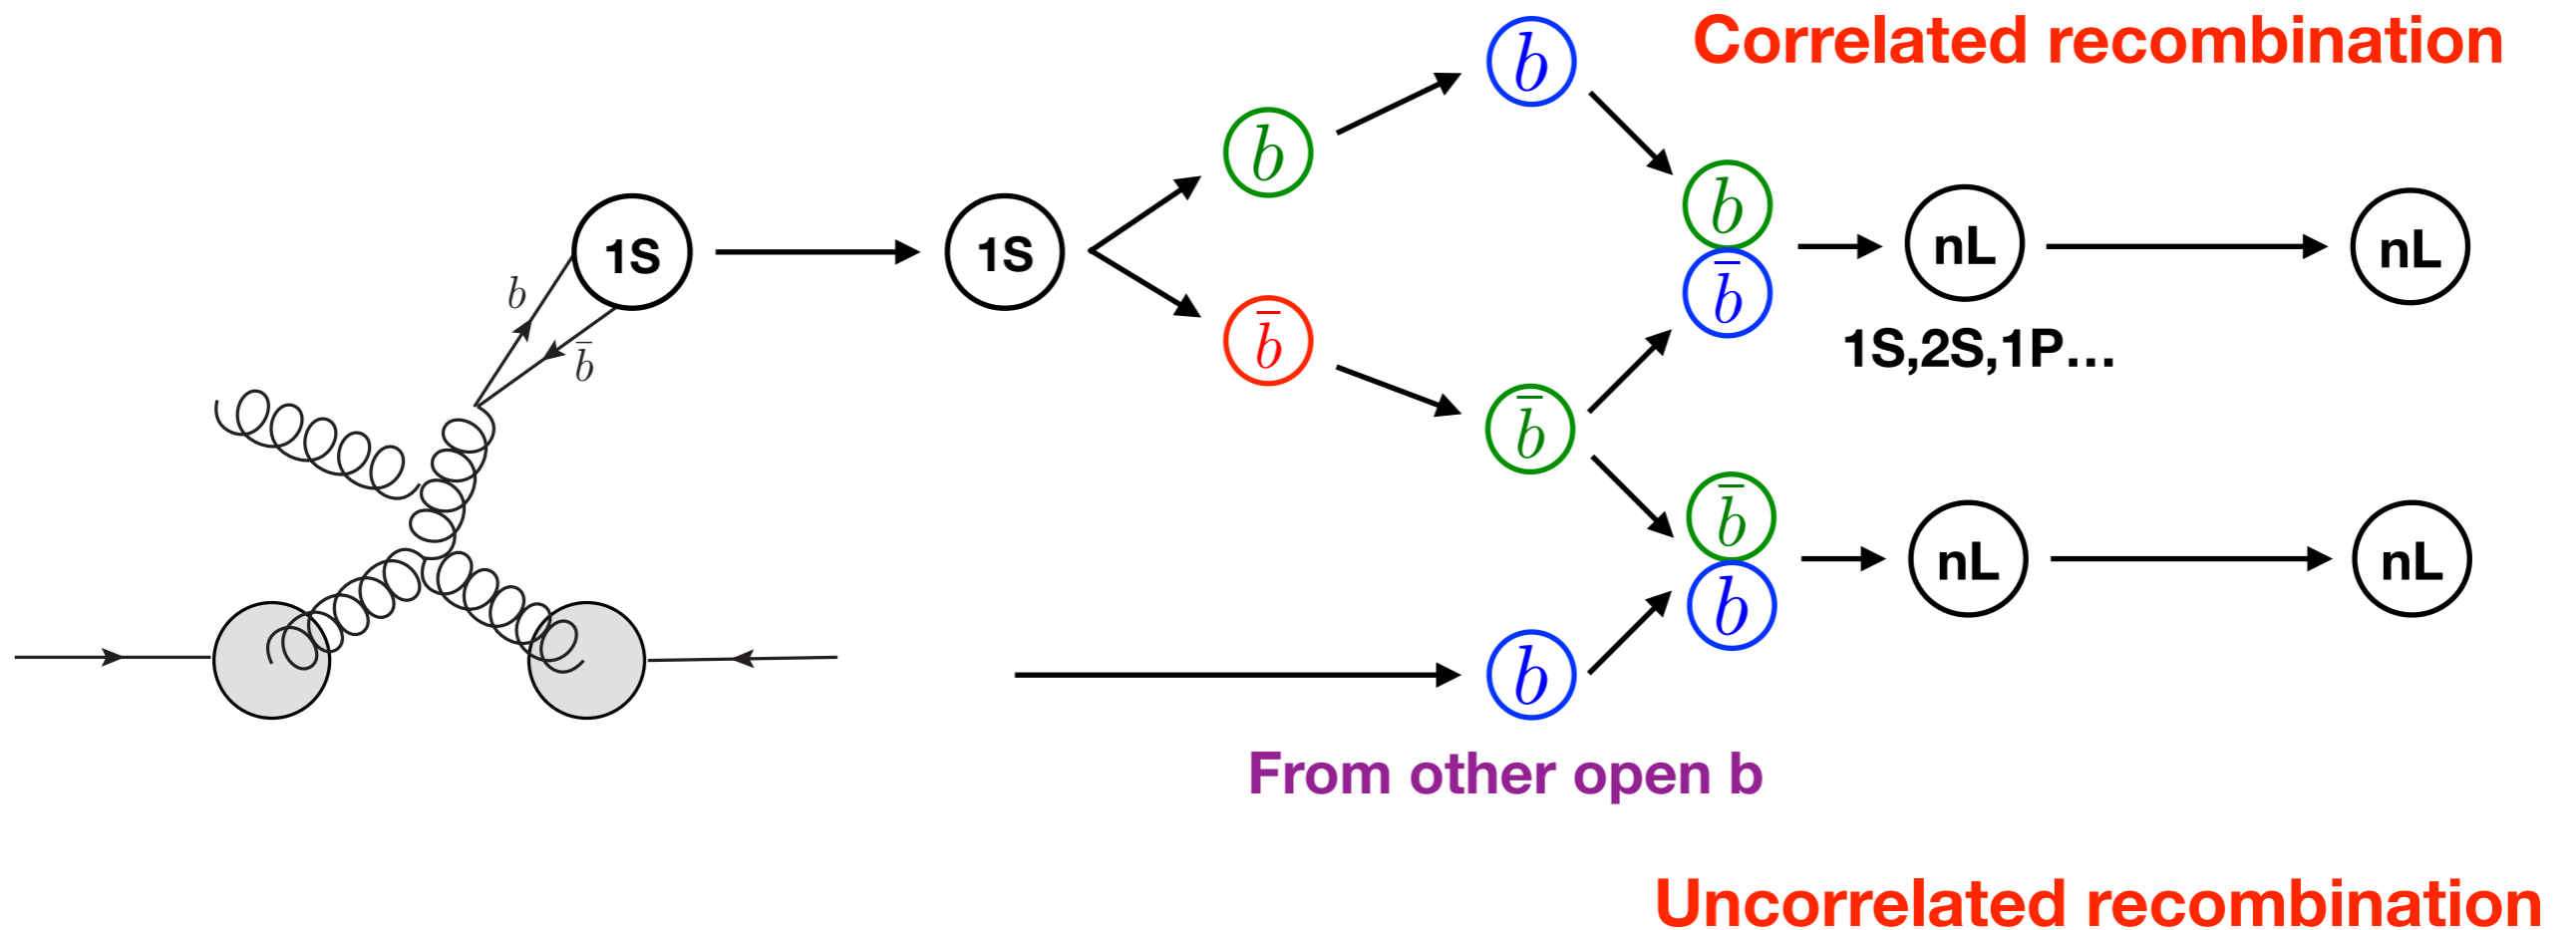 Correlated recombination
b
b
1S
1S
b
b̅
b̅
b
b̅
nL
nL
1S,2S,1P...
b̅
b̅
b
nL
nL
b
From other open b
Uncorrelated recombination